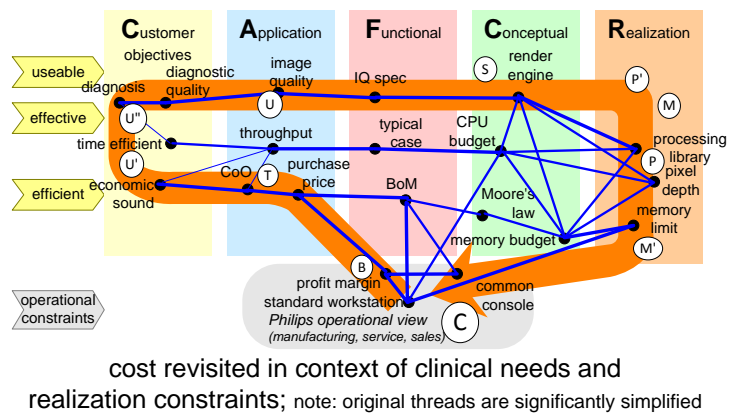 Customer objectives
Application
Functional
Conceptual
Realization
useable
effective
efficient
operational constraints
diagnosis
diagnostic quality
image quality
IQ spec
S
render engine
P'
M
U"
U
time efficient
throughput
typical case
CPU budget
processing library
P
pixel depth
U'
economic sound
CoO
T
purchase price
BoM
Moore's law
memory budget
memory limit
M'
B
profit margin
standard workstation
common console
C
Philips operational view
(manufacturing, service, sales)
cost revisited in context of clinical needs and
realization constraints; note: original threads are significantly simplified